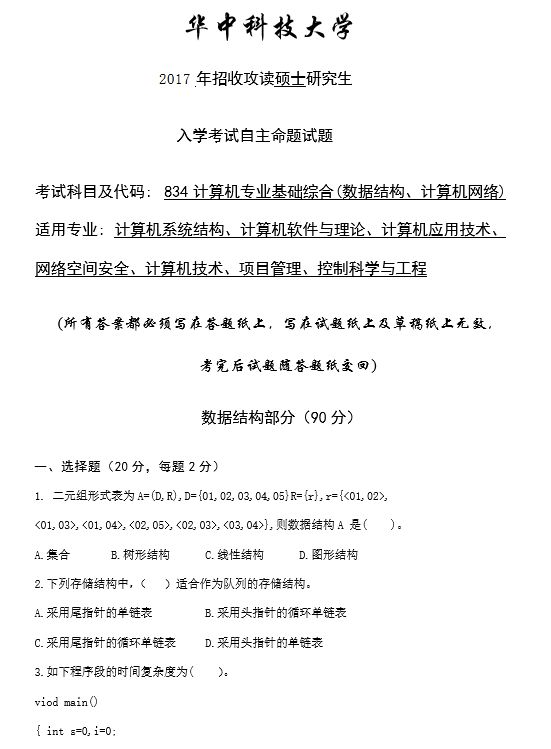 华中科技大学
2017 年招收攻读硕士研究生
入学考试自主命题试题
考试科目及代码： 834 计算机专业基础综合(数据结构、计算机网络)
适用专业：计算机系统结构、计算机软件与理论、计算机应用技术、
网络空间安全、计算机技术、项目管理、控制科学与工程
(所有答案都必须写在答题纸上，写在试题纸上及草稿纸上无效，
考完后试题随答题纸交回)
数据结构部分（90 分）
一、选择题（20 分，每题 2 分）
1. 二元组形式表为 A=(D,R),D={01,02,03,04,05}R={r},r={<01,02>,
<01,03>,<01,04>,<02,05>,<02,03>,<03,04>},则数据结构 A 是(   )。
A.集合 B.树形结构 C.线性结构 D.图形结构
2.下列存储结构中,（   ）适合作为队列的存储结构。
A.采用尾指针的单链表 B.采用头指针的循环单链表
C.采用尾指针的循环单链表 D.采用头指针的单链表
3.如下程序段的时间复杂度为(   )。
viod main()
{ int s=0,i=0;